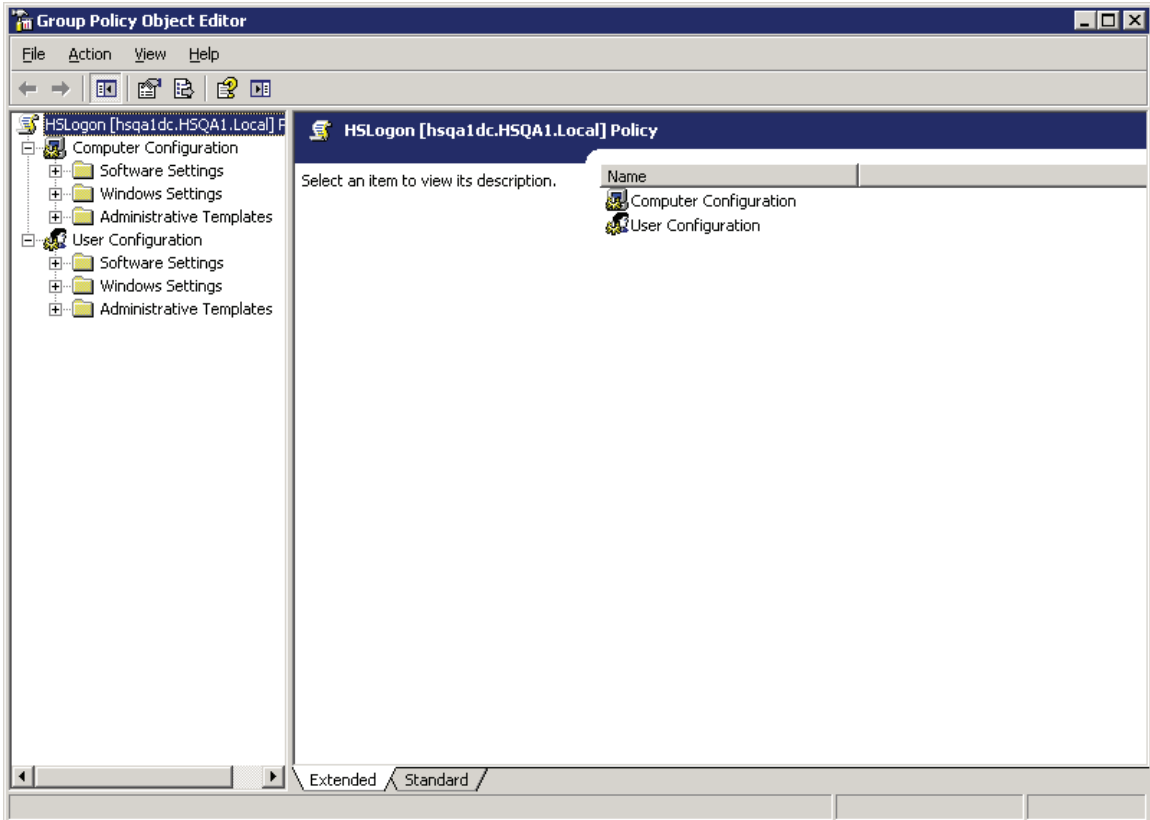 Group Policy Object Editor
File Action View Help
HSLogon [hsqa1dc.HSQA1.Local] P
Computer Configuration
Software Settings
Windows Settings
Administrative Templates
User Configuration
Software Settings
Windows Settings
Administrative Templates
HSLogon [hsqa1dc.HSQA1.Local] Policy
Select an item to view its description.
Name
Computer Configuration
User Configuration
Extended Standard